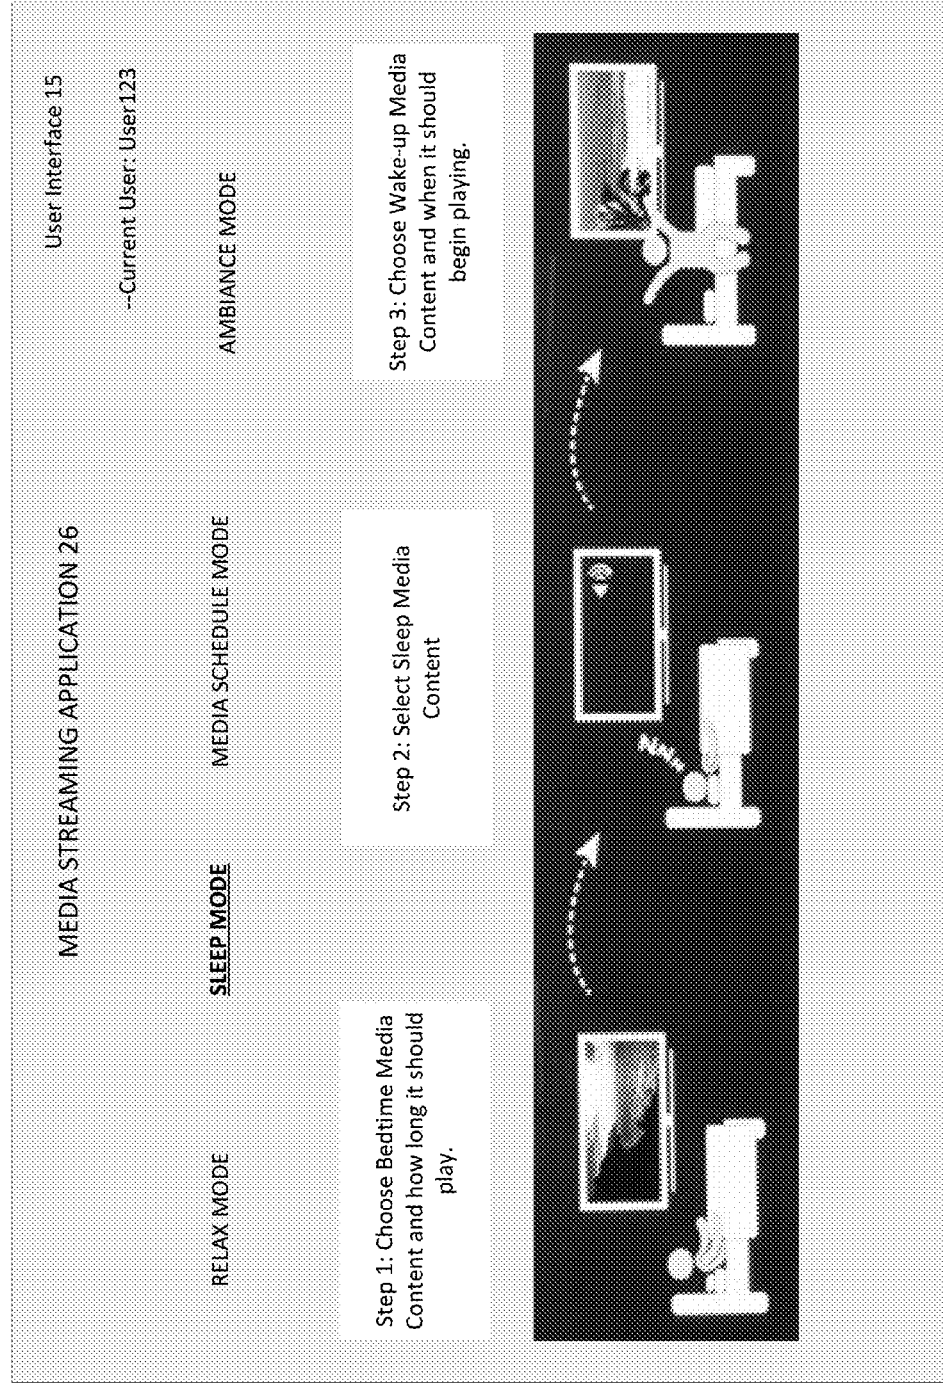 MEDIA STREAMING APPLICATION 26
User Interface 15
--Current User: User123
RELAX MODE
SLEEP MODE
MEDIA SCHEDULE MODE
AMBIANCE MODE
Step 1: Choose Bedtime Media
Content and how long it should
play.
Step 2: Select Sleep Media
Content
Step 3: Choose Wake-up Media
Content and when it should
begin playing.